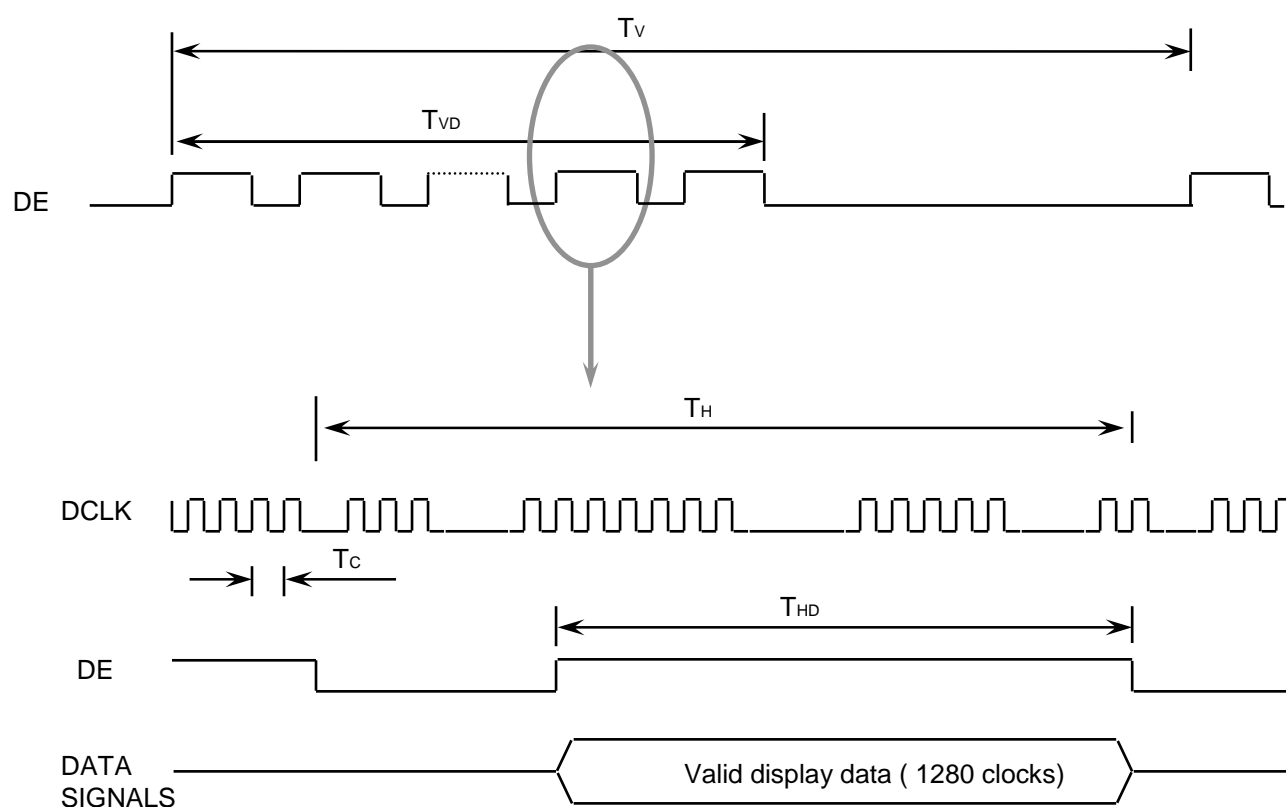 TV
TVD
DE
TH
DCLK
TC
THD
DE
DATA
SIGNALS
Valid display data ( 1280 clocks)